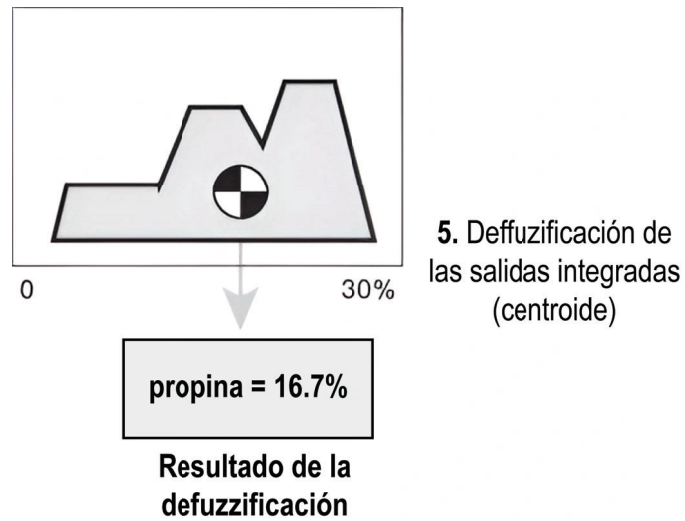 0
30%
5. Deffuzificación de
las salidas integradas
(centroide)
propina = 16.7%
Resultado de la
defuzzificación